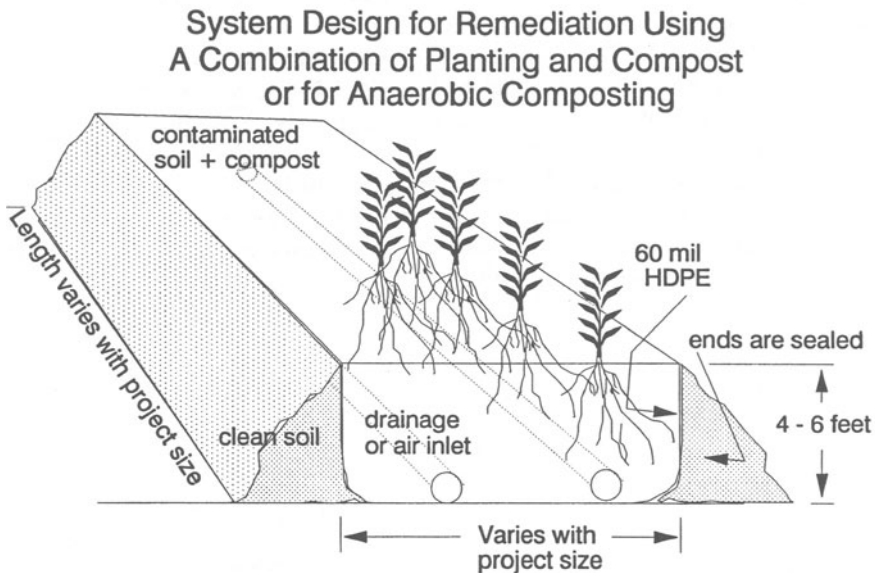 System Design for Remediation Using
A Combination of Planting and Compost
or for Anaerobic Composting
contaminated
soil + compost
60 mil
HDPE
ends are sealed
Length varies with project size
clean soil
drainage
or air inlet
4 - 6 feet
Varies with
project size